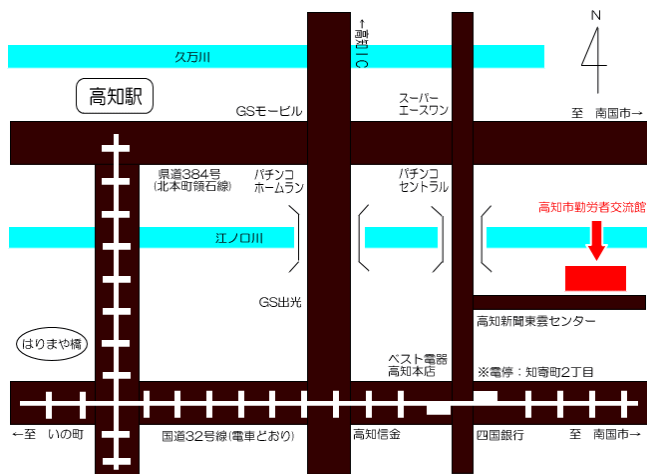 N
←高知IC
久万川
高知駅
GSモービル
スーパー
エースワン
至　南国市→
県道384号
(北本町領石線)
パチンコ
ホームラン
パチンコ
セントラル
高知市勤労者交流館
江ノ口川
GS出光
高知新聞東雲センター
はりまや橋
ベスト電器
高知本店
※電停：知寄町2丁目
←至　いの町
国道32号線(電車どおり)
高知信金
四国銀行
至　南国市→